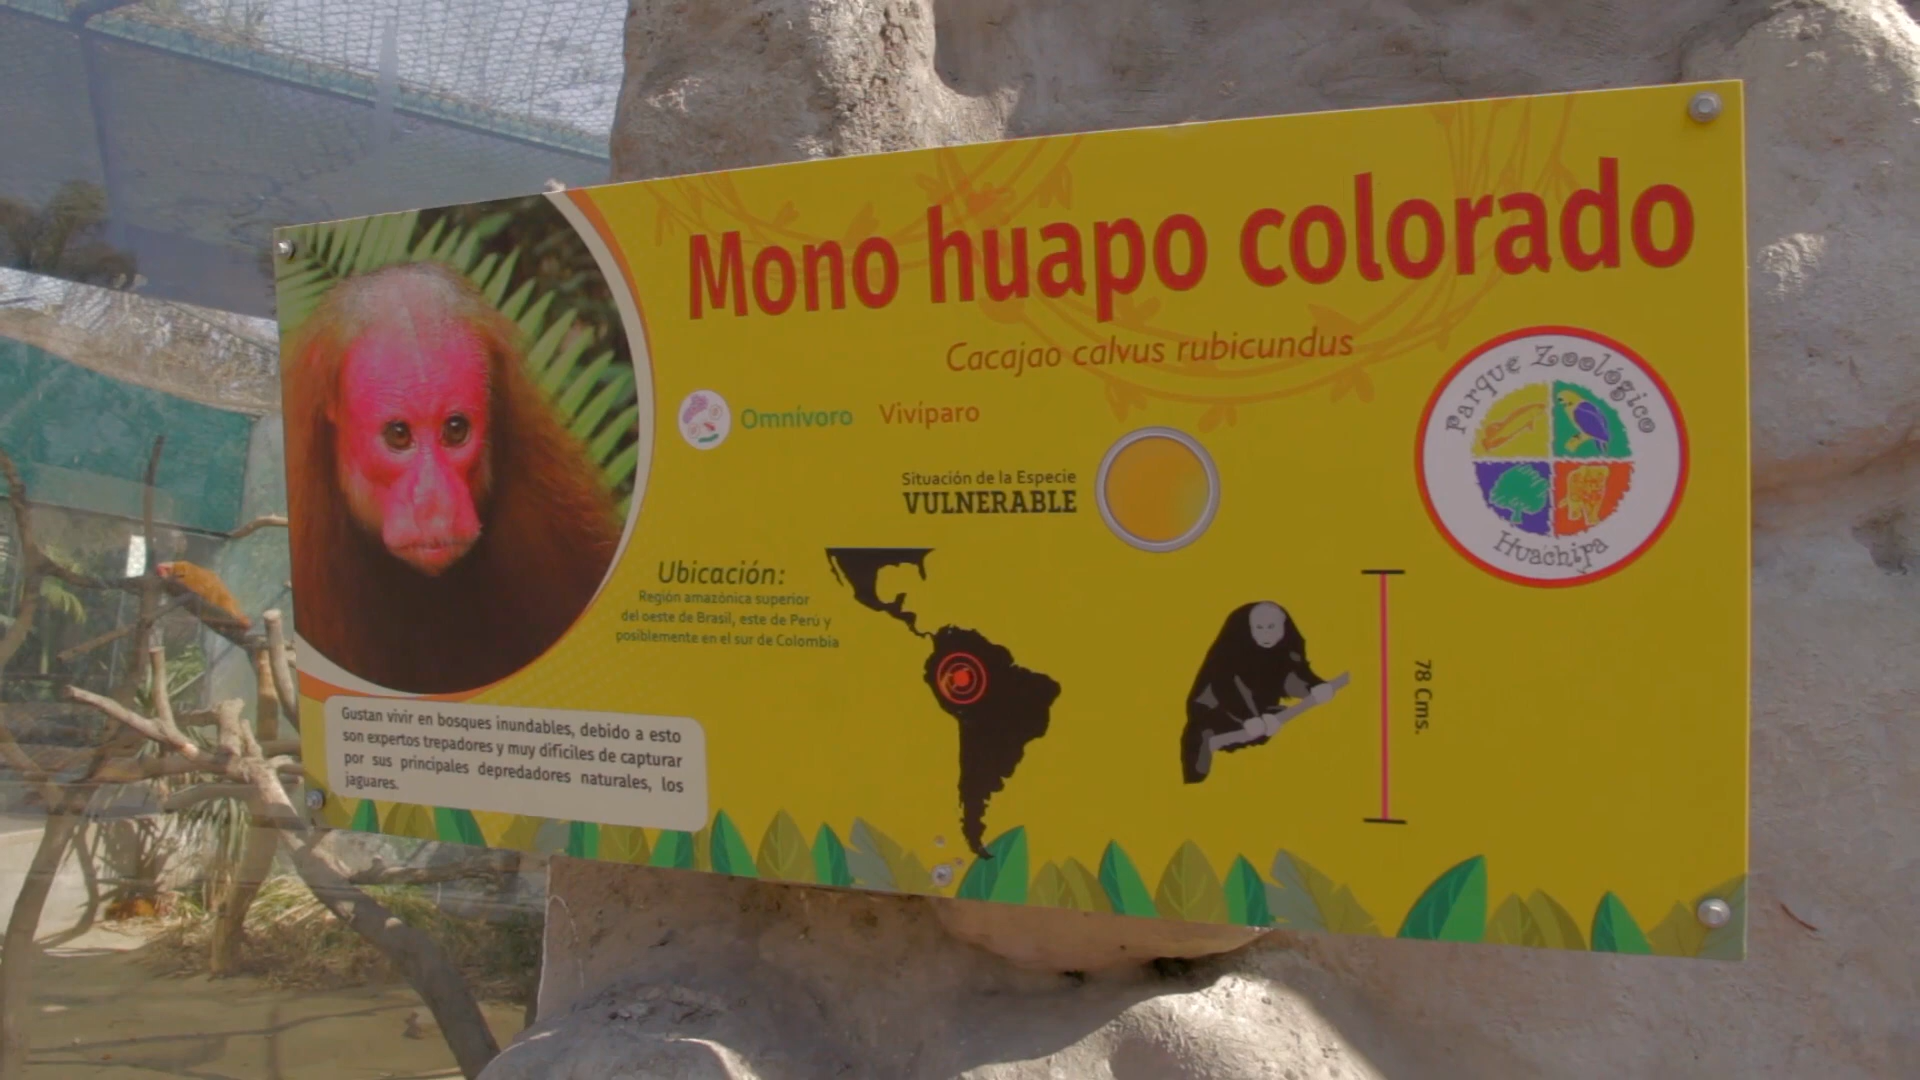 Mono huapo colorado
Cacajao calvus rubicundus
Omnívoro Vivíparo
Situación de la Especie
VULNERABLE
Parque Zoológico
Huachipa
Ubicación:
Región amazónica superior
del oeste de Brasil, este de Perú y
posiblemente en el sur de Colombia
78 Cms.
Gustan vivir en bosques inundables, debido a esto
son expertos trepadores y muy difíciles de capturar
por sus principales depredadores naturales, los
jaguares.